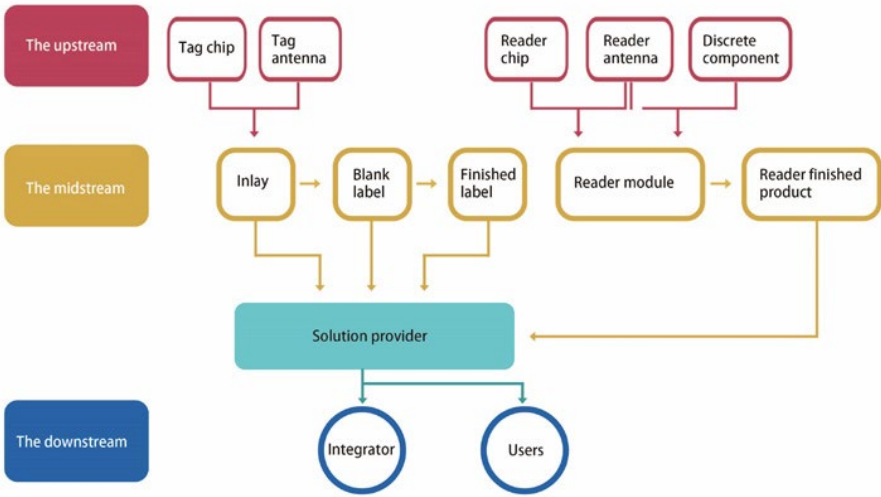 The upstream
Tag chip
Tag
antenna
Reader
chip
Reader
antenna
Discrete
component
The midstream
Inlay
Blank
label
Finished
label
Reader module
Reader finished
product
Solution provider
The downstream
Integrator
Users